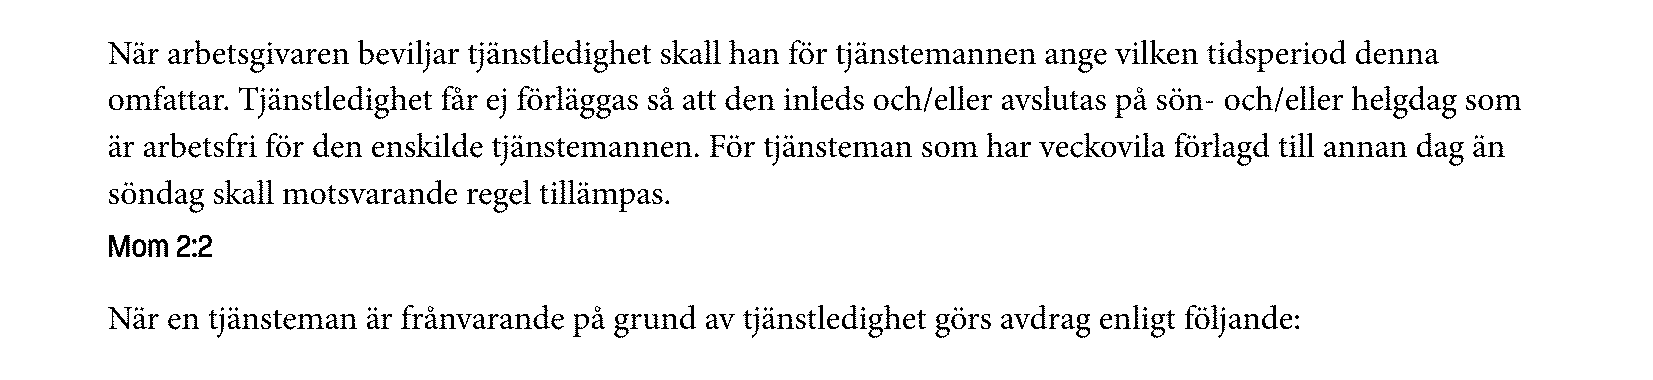 När arbetsgivaren beviljar tjänstledighet skall han för tjänstemannen ange vilken tidsperiod denna
omfattar. Tjänstledighet får ej förläggas så att den inleds och/eller avslutas på sön- och/eller helgdag som
är arbetsfri för den enskilde tjänstemannen. För tjänsteman som har veckovila förlagd till annan dag än
söndag skall motsvarande regel tillämpas.
Mom 2:2
När en tjänsteman är frånvarande på grund av tjänstledighet görs avdrag enligt följande: